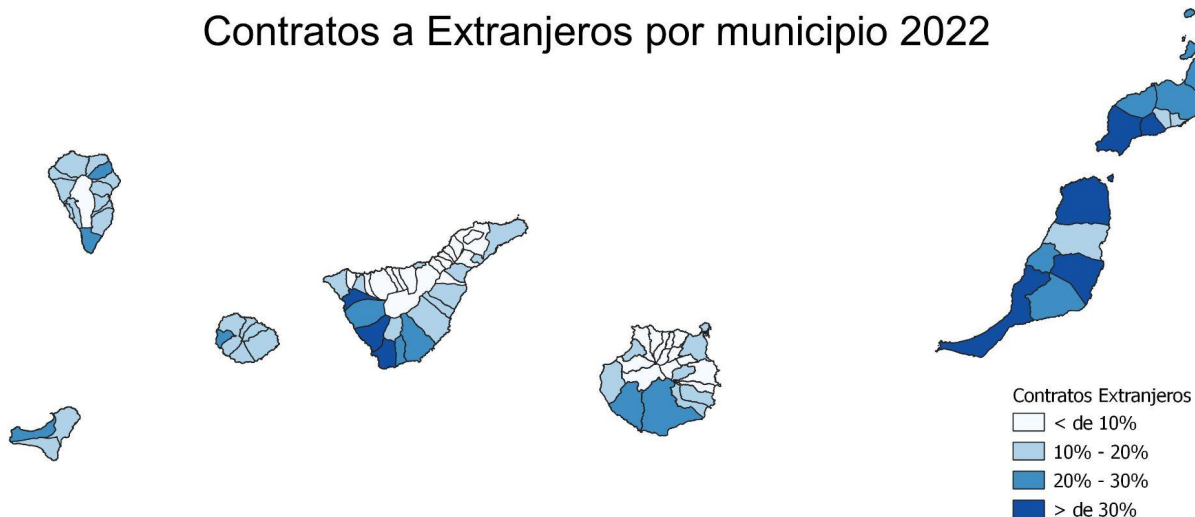 Contratos a Extranjeros por municipio 2022
Contratos Extranjeros
< de 10%
10% - 20%
20% - 30%
> de 30%